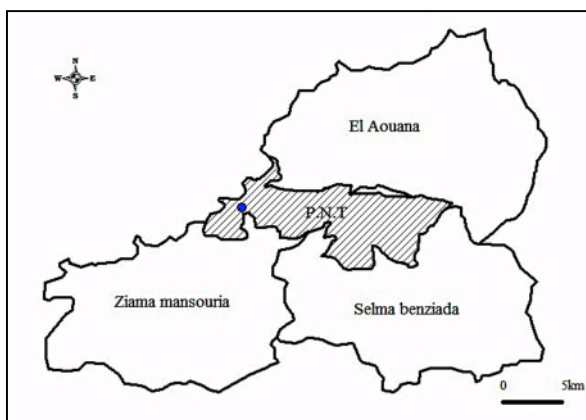 N
W E
S
El Aouana
P.N.T
Ziama mansouria
Selma benziada
0 5km